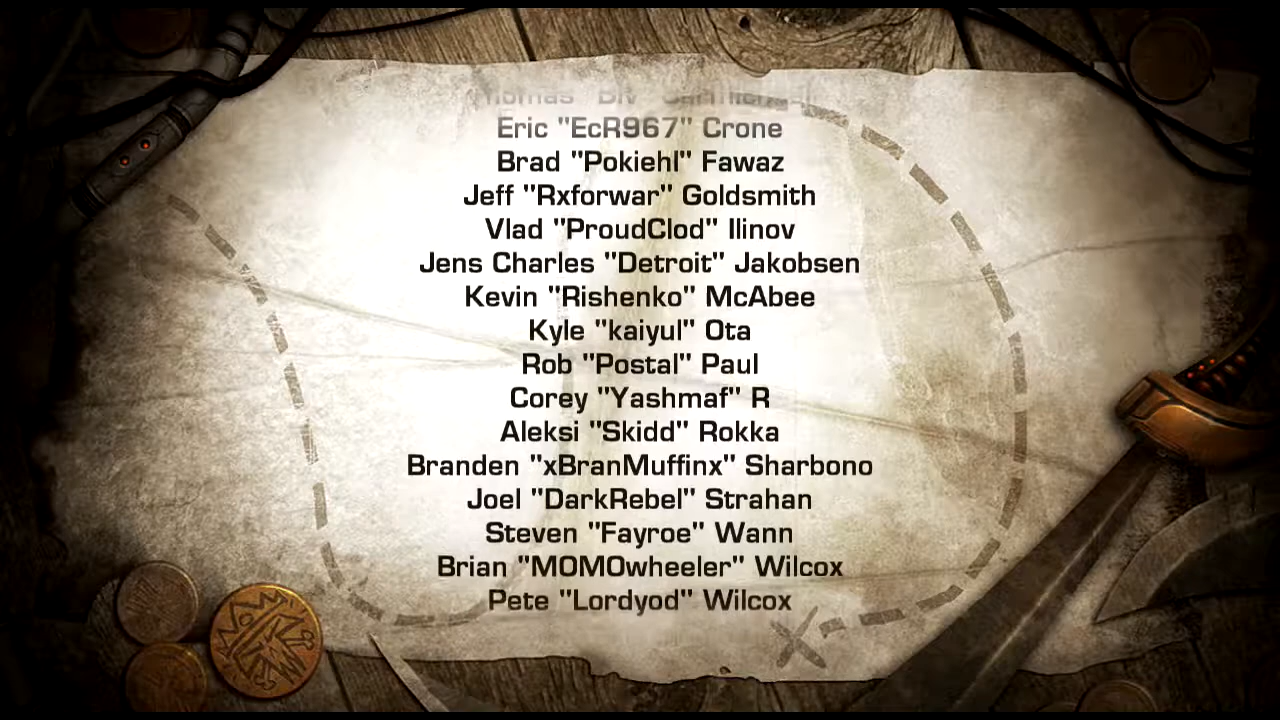 Eric "EcR967" Crone
Brad "Pokiehl" Fawaz
Jeff "Rxforwar" Goldsmith
Vlad "ProudClod" Ilinov
Jens Charles "Detroit" Jakobsen
Kevin "Rishenko" McAbee
Kyle "kaiyul" Ota
Rob "Postal" Paul
Corey "Yashmaf" R
Aleksi "Skidd" Rokka
Branden "xBranMuffinx" Sharbono
Joel "DarkRebel" Strahan
Steven "Fayroe" Wann
Brian "MOMOwheeler" Wilcox
Pete "Lordyod" Wilcox